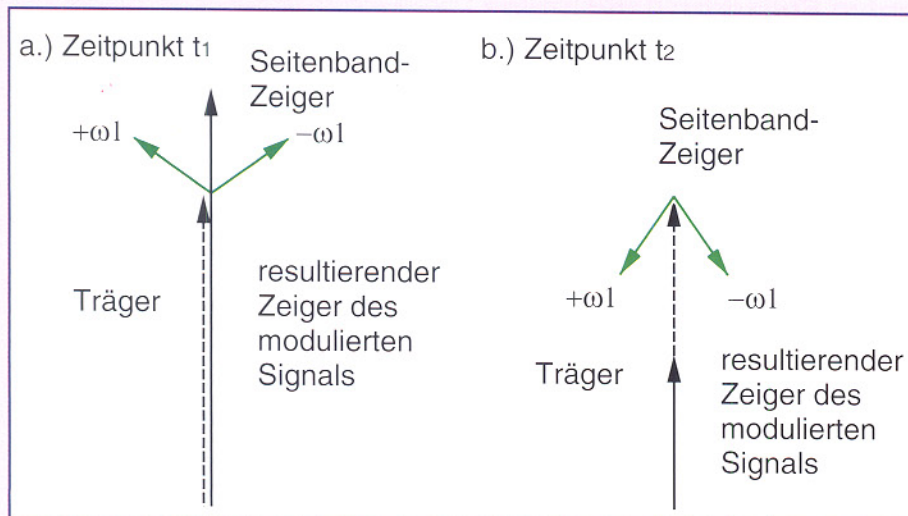 a.) Zeitpunkt t1
Seitenband-
Zeiger
+ω1
−ω1
Träger
resultierender
Zeiger des
modulierten
Signals
b.) Zeitpunkt t2
Seitenband-
Zeiger
+ω1
−ω1
Träger
resultierender
Zeiger des
modulierten
Signals